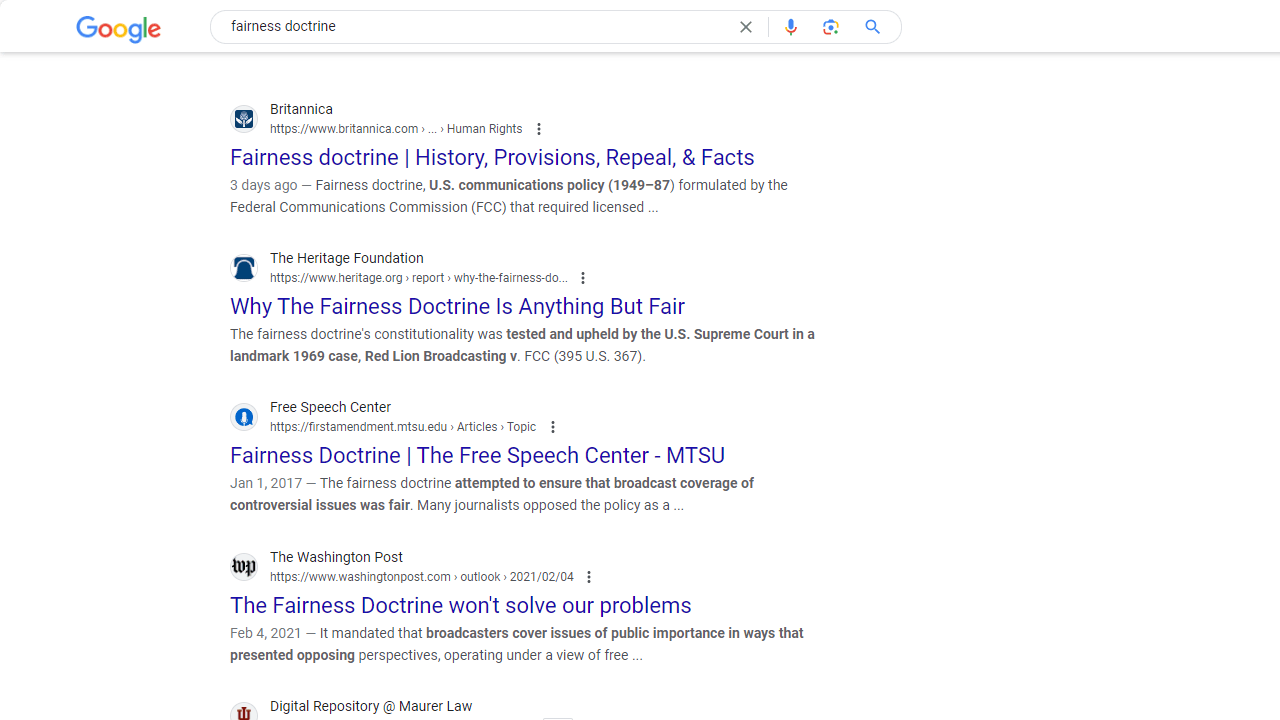 Google
fairness doctrine
Britannica
https://www.britannica.com › ... › Human Rights
Fairness doctrine | History, Provisions, Repeal, & Facts
3 days ago — Fairness doctrine, U.S. communications policy (1949–87) formulated by the
Federal Communications Commission (FCC) that required licensed ...
The Heritage Foundation
https://www.heritage.org › report › why-the-fairness-do...
Why The Fairness Doctrine Is Anything But Fair
The fairness doctrine's constitutionality was tested and upheld by the U.S. Supreme Court in a
landmark 1969 case, Red Lion Broadcasting v. FCC (395 U.S. 367).
Free Speech Center
https://firstamendment.mtsu.edu › Articles › Topic
Fairness Doctrine | The Free Speech Center - MTSU
Jan 1, 2017 — The fairness doctrine attempted to ensure that broadcast coverage of
controversial issues was fair. Many journalists opposed the policy as a ...
wp
The Washington Post
https://www.washingtonpost.com › outlook › 2021/02/04
The Fairness Doctrine won't solve our problems
Feb 4, 2021 — It mandated that broadcasters cover issues of public importance in ways that
presented opposing perspectives, operating under a view of free ...
Digital Repository @ Maurer Law